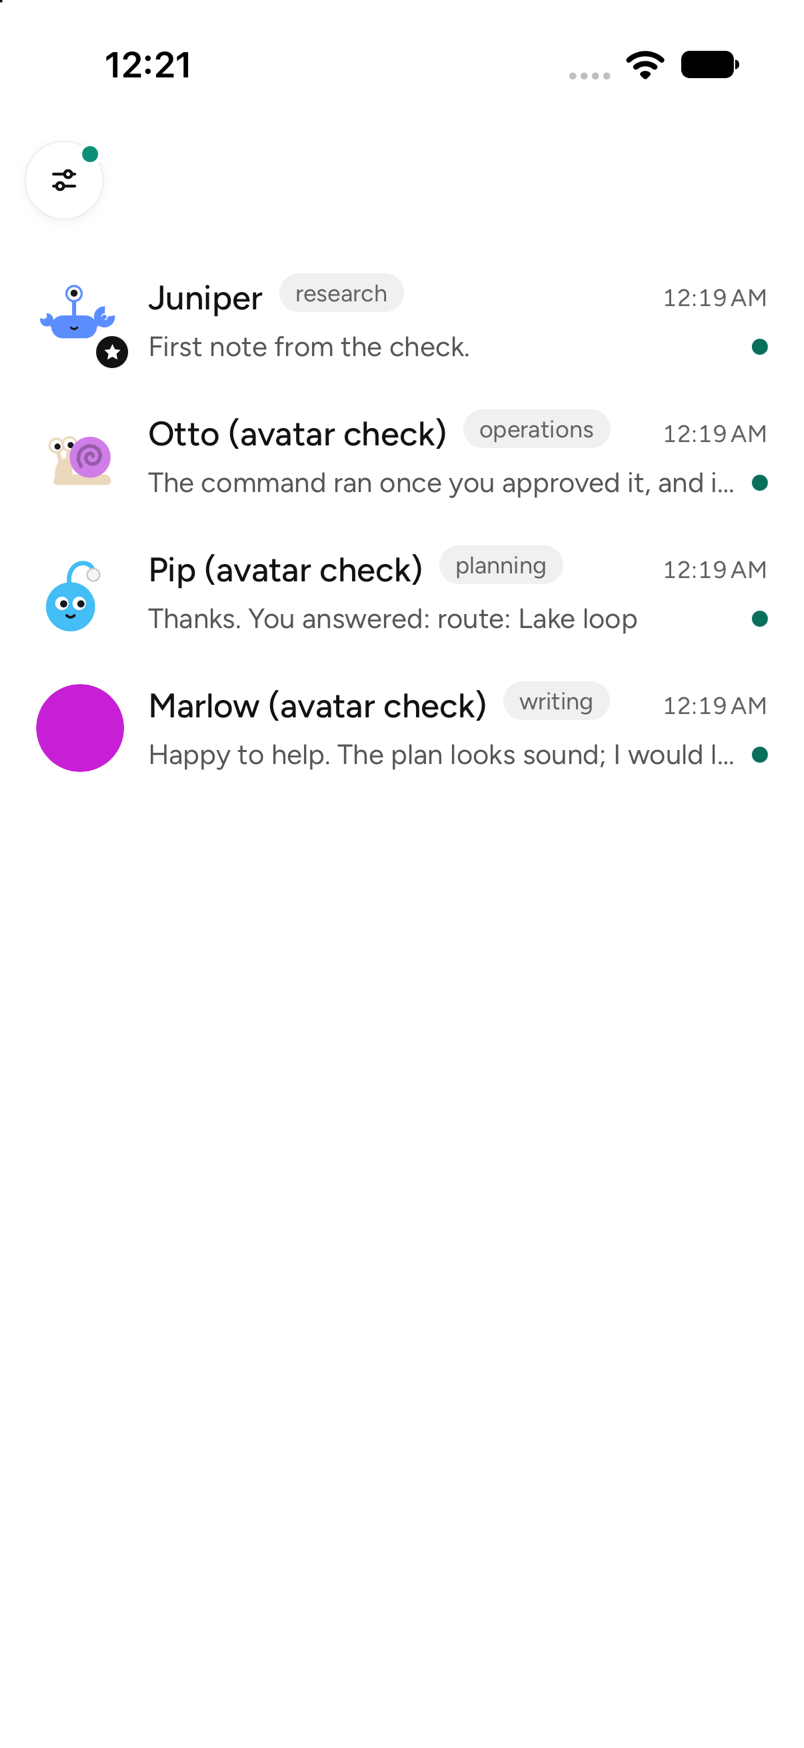 12:21
Juniper research 12:19 AM
First note from the check.
Otto (avatar check) operations 12:19 AM
The command ran once you approved it, and i...
Pip (avatar check) planning 12:19 AM
Thanks. You answered: route: Lake loop
Marlow (avatar check) writing 12:19 AM
Happy to help. The plan looks sound; I would l...